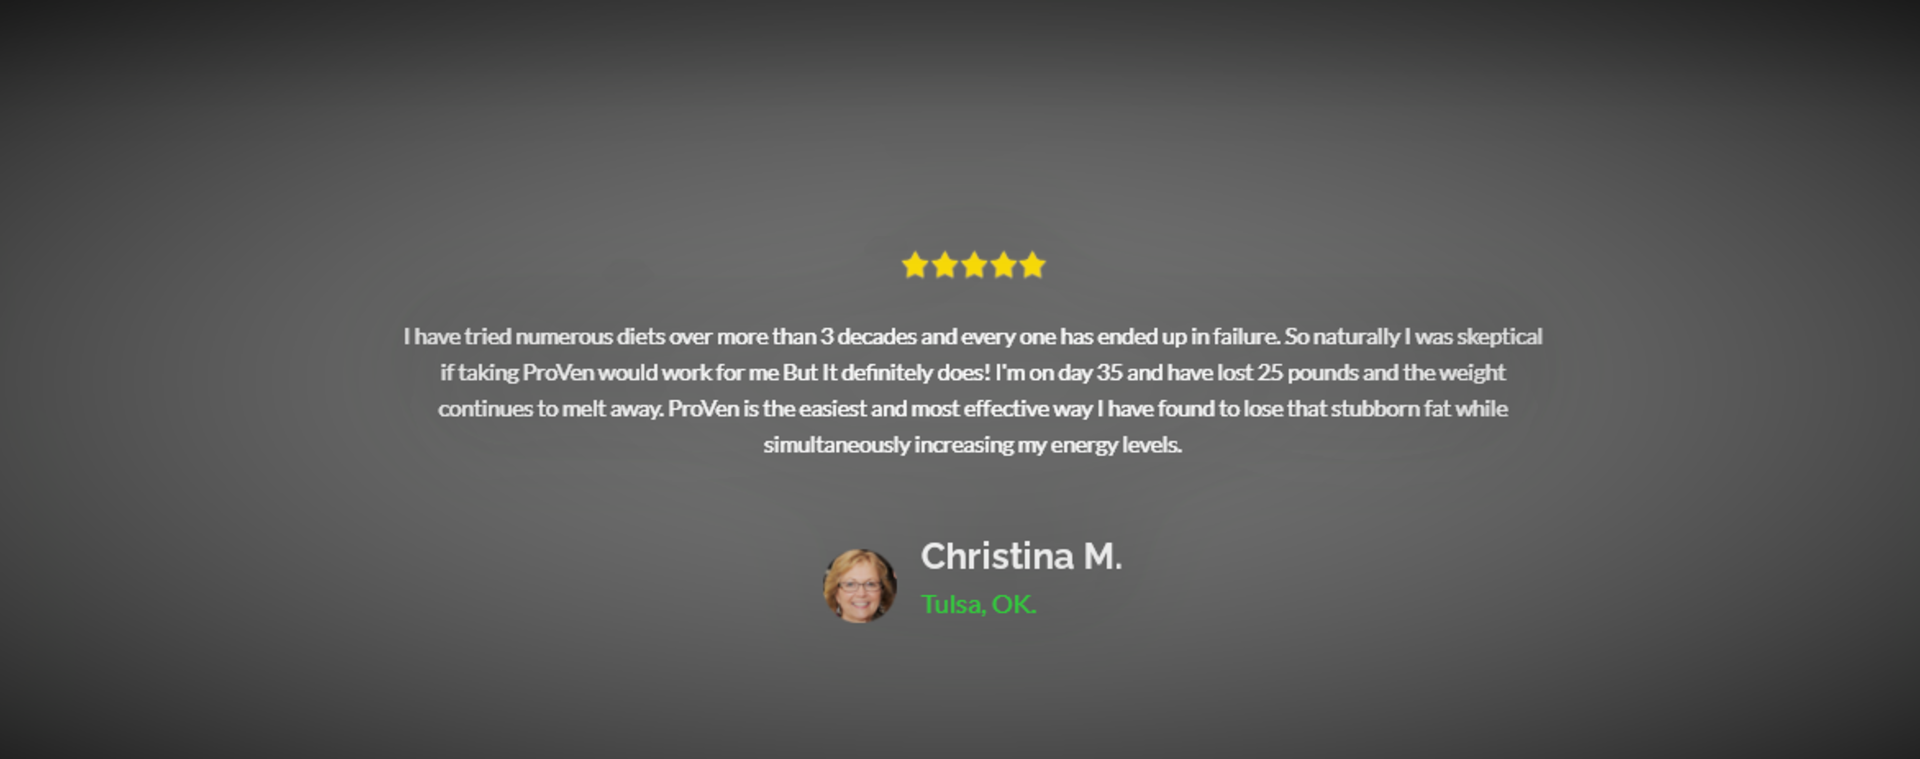 I have tried numerous diets over more than 3 decades and every one has ended up in failure. So naturally I was skeptical
if taking ProVen would work for me But It definitely does! I'm on day 35 and have lost 25 pounds and the weight
continues to melt away. ProVen is the easiest and most effective way I have found to lose that stubborn fat while
simultaneously increasing my energy levels.
Christina M.
Tulsa, OK.